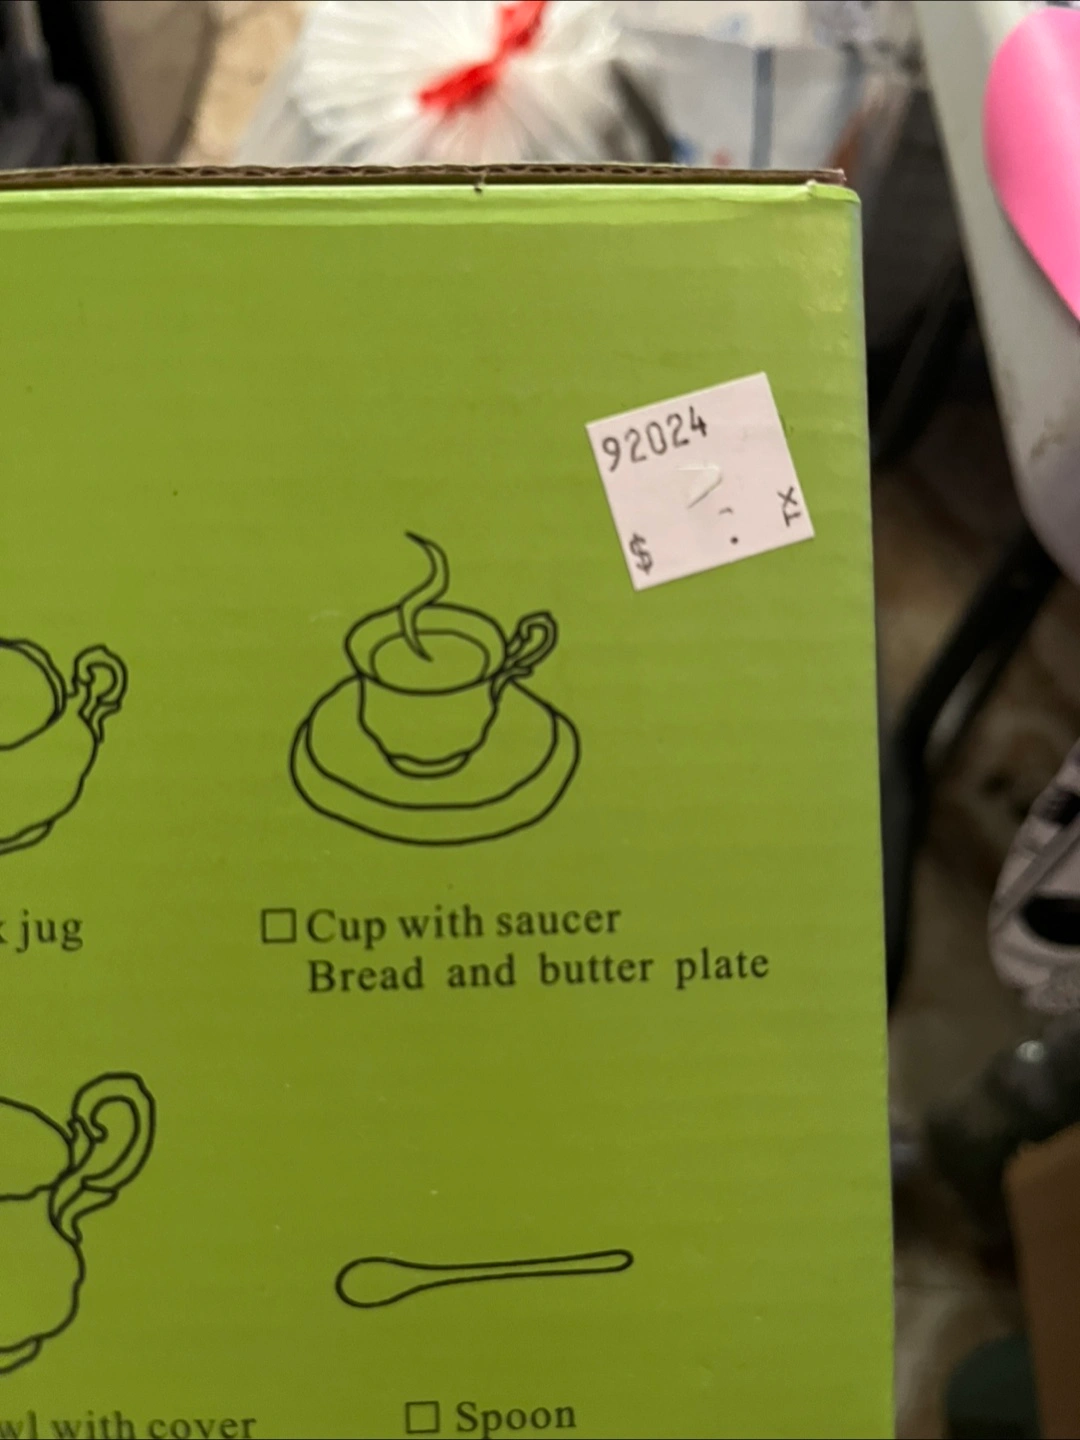 92024
$ .
TX
jug
Cup with saucer
Bread and butter plate
with cover
Spoon